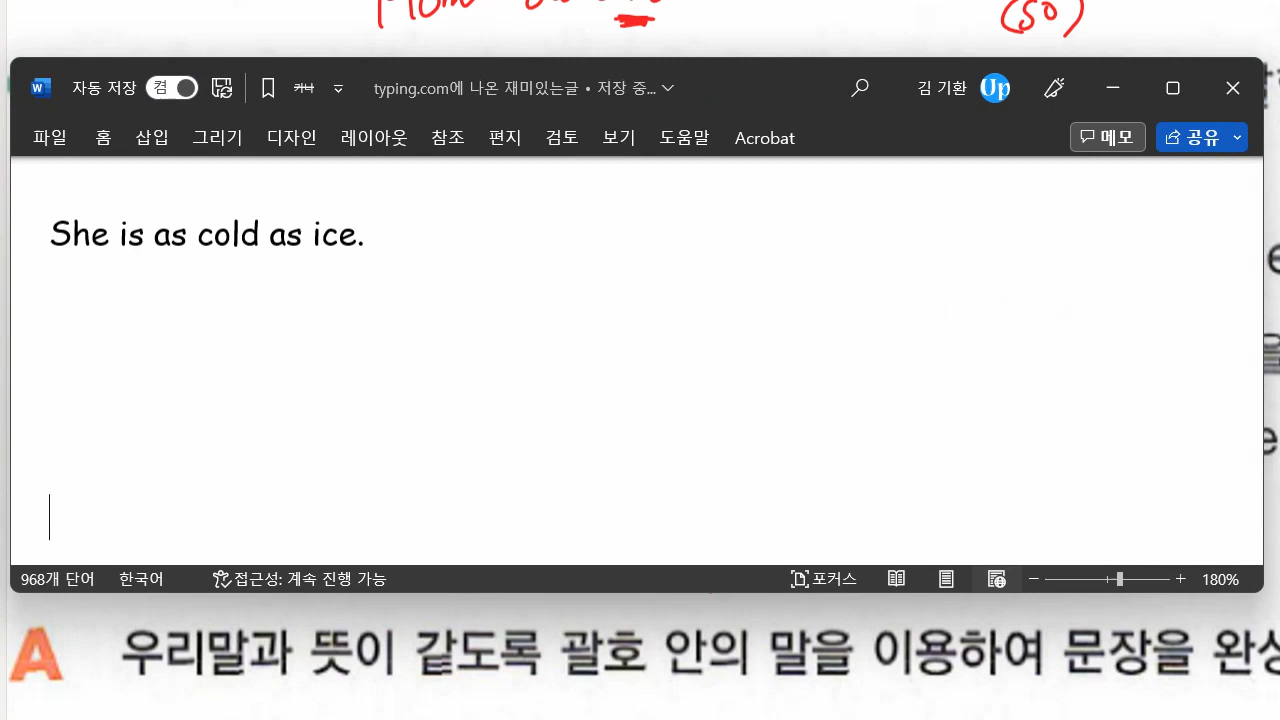 (50)
자동 저장 켬 가나 typing.com에 나온 재미있는글 • 저장 중... 김 기환 Up
파일 홈 삽입 그리기 디자인 레이아웃 참조 편지 검토 보기 도움말 Acrobat 메모 공유
She is as cold as ice.
968개 단어 한국어 접근성: 계속 진행 가능 포커스 180%
A 우리말과 뜻이 같도록 괄호 안의 말을 이용하여 문장을 완성